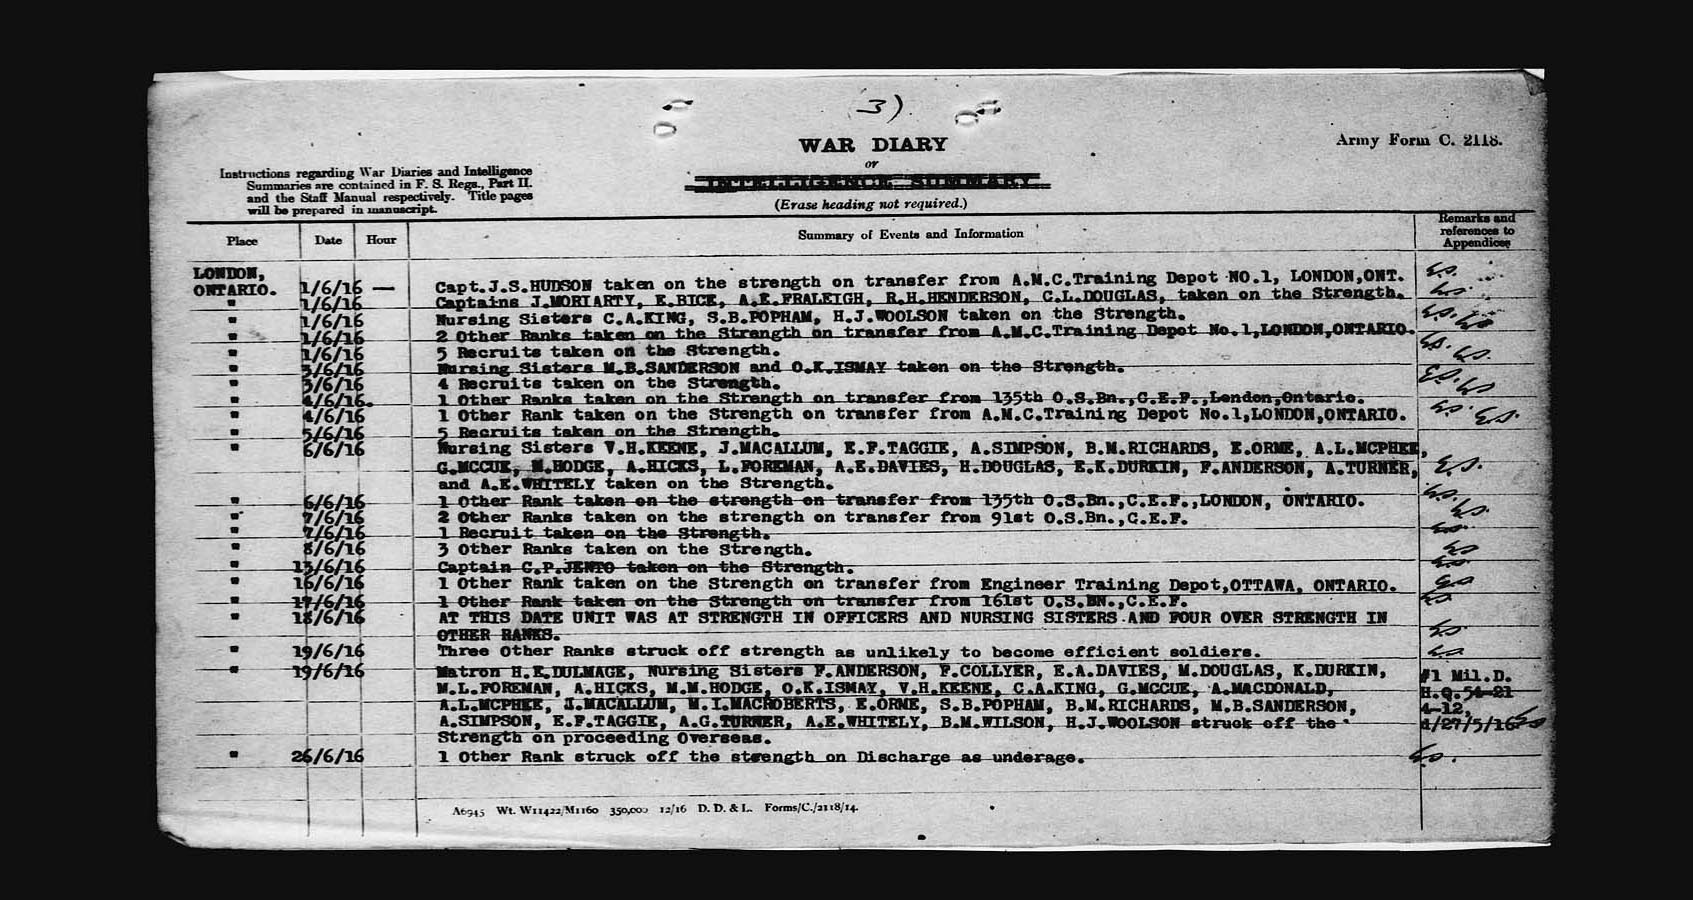 3).
WAR DIARY
or
INTELLIGENCE SUMMARY
(Erase heading not required.)
Army Form C. 2118.
Instructions regarding War Diaries and Intelligence
Summaries are contained in F. S. Regs., Part II.
and the Staff Manual respectively. Title pages
will be prepared in manuscript.
Place Date Hour Summary of Events and Information Remarks and references to Appendices
LONDON,
ONTARIO. 1/6/16 — Capt.J.S.HUDSON taken on the strength on transfer from A.M.C.Training Depot NO.1, LONDON,ONT.
" 1/6/16 Captains J.MORIARTY, E.BICE, A.E.FRALEIGH, R.H.HENDERSON, C.L.DOUGLAS, taken on the Strength.
" 1/6/16 Nursing Sisters C.A.KING, S.B.POPHAM, H.J.WOOLSON taken on the Strength.
" 1/6/16 2 Other Ranks taken on the Strength on transfer from A.M.C.Training Depot No.1,LONDON,ONTARIO.
" 1/6/16 5 Recruits taken on the Strength.
" 3/6/16 Nursing Sisters M.B.SANDERSON and O.K.ISMAY taken on the Strength.
" 3/6/16 4 Recruits taken on the Strength.
" 4/6/16. 1 Other Ranks taken on the Strength on transfer from 135th O.S.Bn.,C.E.F.,London,Ontario.
" 4/6/16 1 Other Rank taken on the Strength on transfer from A.M.C.Training Depot No.1,LONDON,ONTARIO.
" 5/6/16 5 Recruits taken on the Strength.
" 6/6/16 Nursing Sisters V.H.KEENE, J.MACALLUM, E.F.TAGGIE, A.SIMPSON, B.M.RICHARDS, E.ORME, A.L.MCPHEE,
G.MCCUE, M.HODGE, A.HICKS, L.FOREMAN, A.E.DAVIES, H.DOUGLAS, E.K.DURKIN, F.ANDERSON, A.TURNER,
and A.E.WHITELY taken on the Strength.
" 6/6/16 1 Other Rank taken on the strength on transfer from 135th O.S.Bn.,C.E.F.,LONDON, ONTARIO.
" 7/6/16 2 Other Ranks taken on the strength on transfer from 91st O.S.Bn.,C.E.F.
" 7/6/16 1 Recruit taken on the Strength.
" 8/6/16 3 Other Ranks taken on the Strength.
" 13/6/16 Captain C.P.JENTO taken on the Strength.
" 16/6/16 1 Other Rank taken on the Strength on transfer from Engineer Training Depot,OTTAWA, ONTARIO.
" 17/6/16 1 Other Rank taken on the Strength on transfer from 161st O.S.BN.,C.E.F.
" 18/6/16 AT THIS DATE UNIT WAS AT STRENGTH IN OFFICERS AND NURSING SISTERS AND FOUR OVER STRENGTH IN
OTHER RANKS.
" 19/6/16 Three Other Ranks struck off strength as unlikely to become efficient soldiers.
" 19/6/16 Matron H.E.DULMAGE, Nursing Sisters F.ANDERSON, F.COLLYER, E.A.DAVIES, M.DOUGLAS, K.DURKIN, #1 Mil.D.
M.L.FOREMAN, A.HICKS, M.M.HODGE, O.K.ISMAY, V.H.KEENE, C.A.KING, G.MCCUE, A.MACDONALD, H.Q.54-21
A.L.MCPHEE, J.MACALLUM, M.I.MACROBERTS, E.ORME, S.B.POPHAM, B.M.RICHARDS, M.B.SANDERSON, 4-12,
A.SIMPSON, E.F.TAGGIE, A.G.TURNER, A.E.WHITELY, B.M.WILSON, H.J.WOOLSON struck off the d/27/5/16
Strength on proceeding Overseas.
" 26/6/16 1 Other Rank struck off the strength on Discharge as underage.
A6945 Wt. W11422/M1160 350,000 12/16 D. D. & L. Forms/C./2118/14.